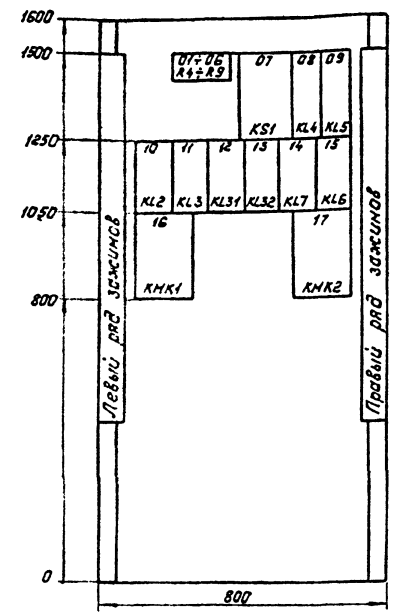 1600
1500
01÷06
R4÷R9
07
08
09
KS1
KL4
KL5
1250
10
11
12
13
14
15
KL2
KL3
KL31
KL32
KL7
KL6
1050
16
17
KMK1
KMK2
800
Левый ряд зажимов
Правый ряд зажимов
0
800